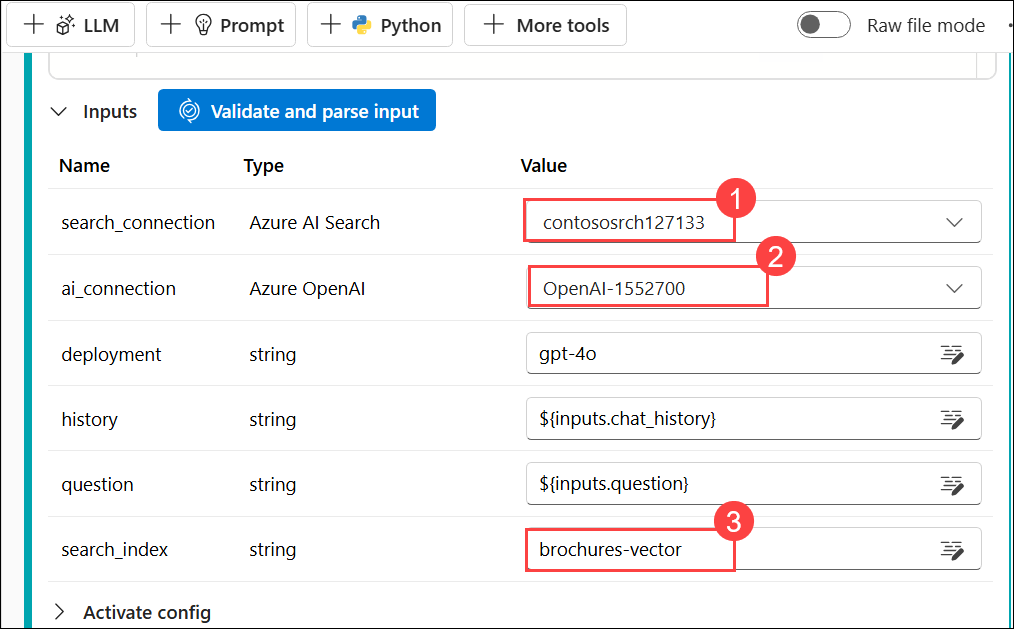 + LLM + Prompt + Python + More tools Raw file mode
Inputs Validate and parse input
Name Type Value
1
search_connection Azure AI Search contososrch127133
2
ai_connection Azure OpenAI OpenAI-1552700
deployment string gpt-4o
history string ${inputs.chat_history}
question string ${inputs.question}
3
search_index string brochures-vector
Activate config